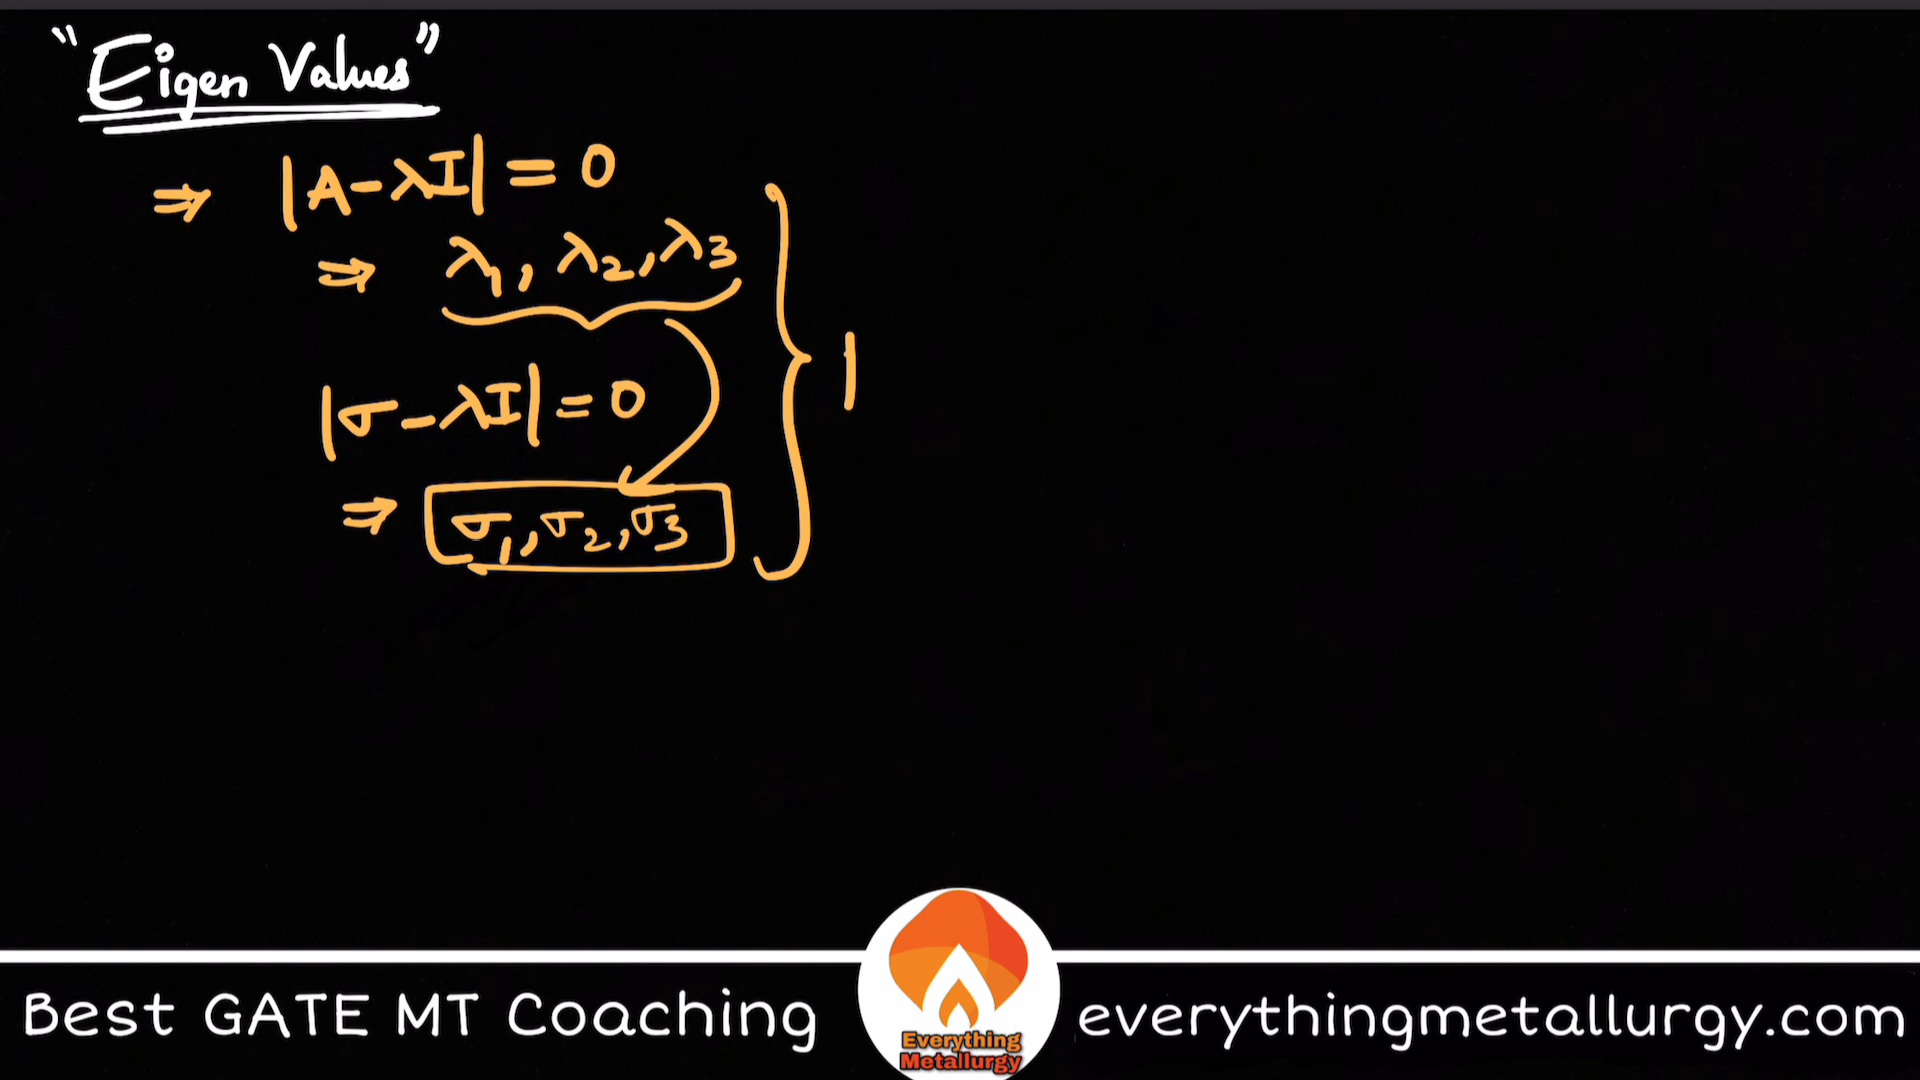 "Eigen Values"
⇒ |A-λI| = 0
⇒ λ1, λ2, λ3
|σ-λI| = 0
⇒ σ1, σ2, σ3
1
Best GATE MT Coaching
Everything
Metallurgy
everythingmetallurgy.com